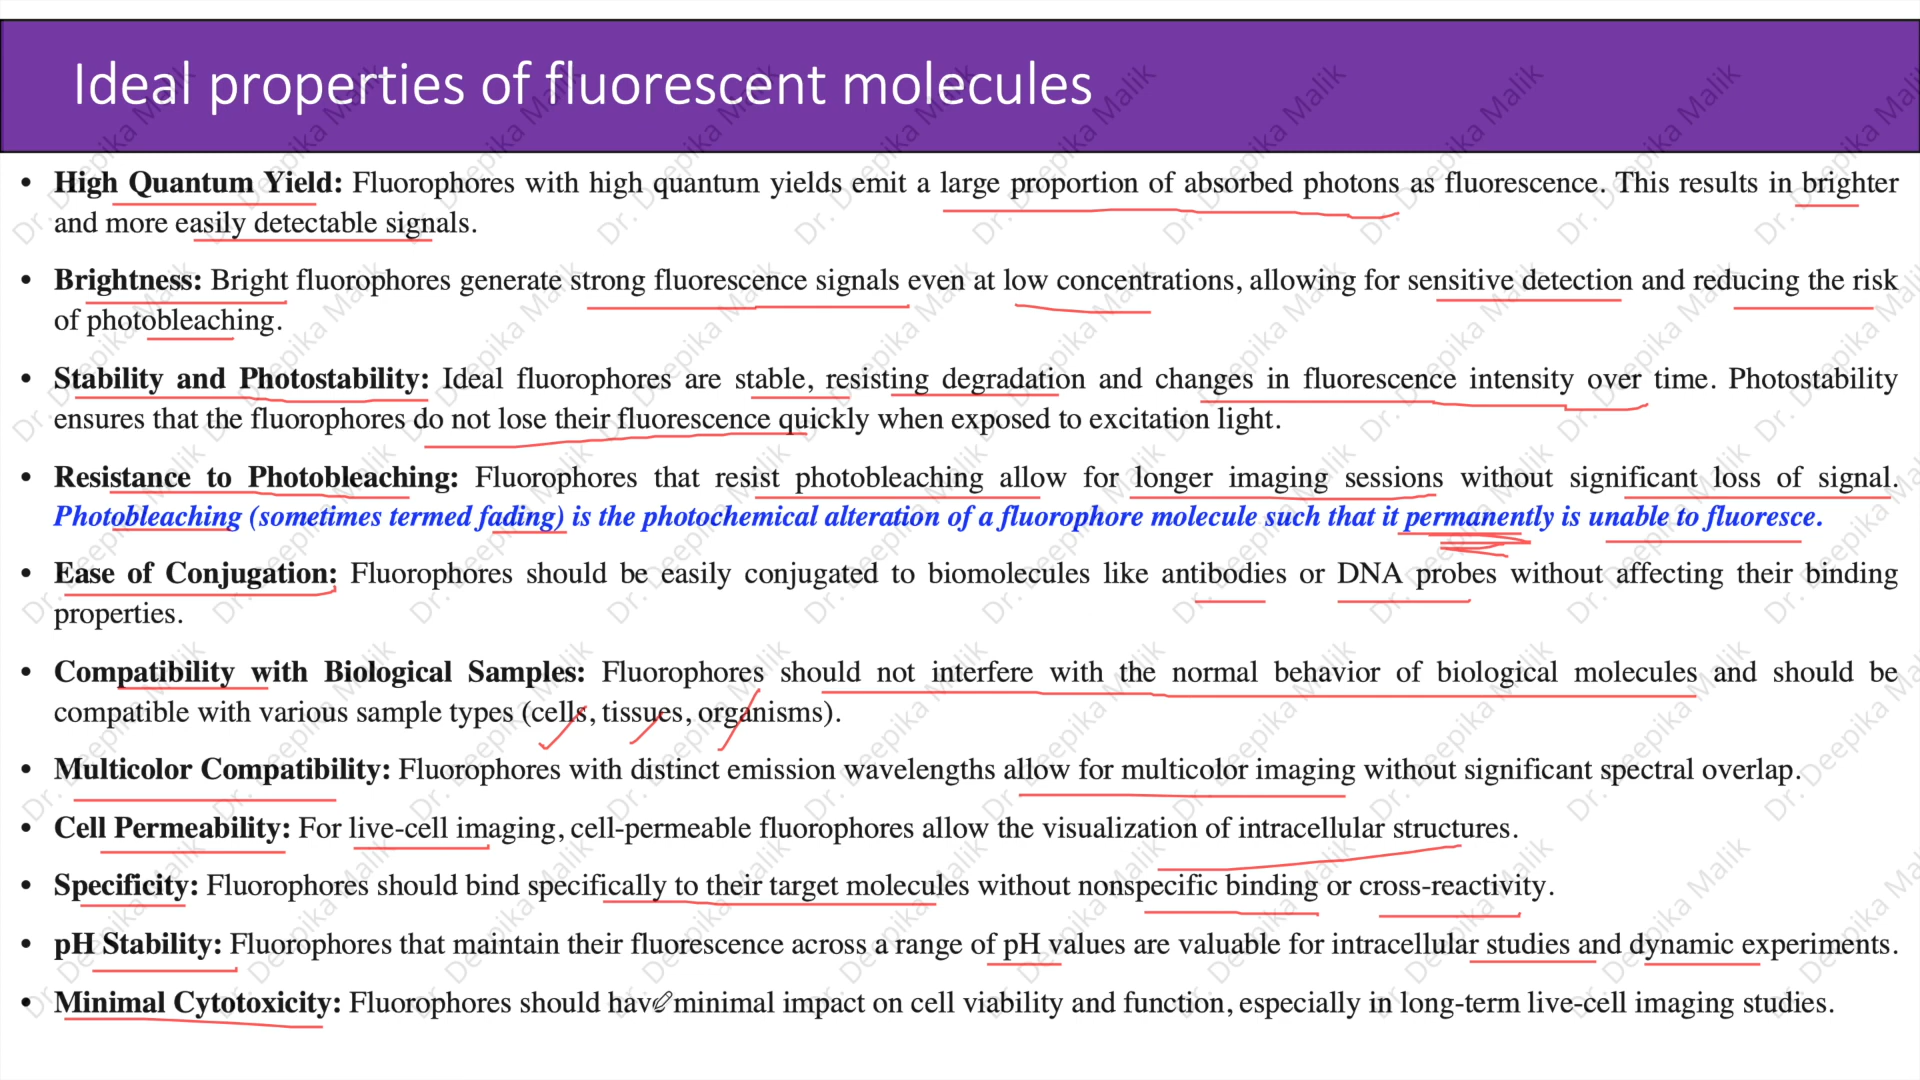 Ideal properties of fluorescent molecules
• High Quantum Yield: Fluorophores with high quantum yields emit a large proportion of absorbed photons as fluorescence. This results in brighter
and more easily detectable signals.
• Brightness: Bright fluorophores generate strong fluorescence signals even at low concentrations, allowing for sensitive detection and reducing the risk
of photobleaching.
• Stability and Photostability: Ideal fluorophores are stable, resisting degradation and changes in fluorescence intensity over time. Photostability
ensures that the fluorophores do not lose their fluorescence quickly when exposed to excitation light.
• Resistance to Photobleaching: Fluorophores that resist photobleaching allow for longer imaging sessions without significant loss of signal.
Photobleaching (sometimes termed fading) is the photochemical alteration of a fluorophore molecule such that it permanently is unable to fluoresce.
• Ease of Conjugation: Fluorophores should be easily conjugated to biomolecules like antibodies or DNA probes without affecting their binding
properties.
• Compatibility with Biological Samples: Fluorophores should not interfere with the normal behavior of biological molecules and should be
compatible with various sample types (cells, tissues, organisms).
• Multicolor Compatibility: Fluorophores with distinct emission wavelengths allow for multicolor imaging without significant spectral overlap.
• Cell Permeability: For live-cell imaging, cell-permeable fluorophores allow the visualization of intracellular structures.
• Specificity: Fluorophores should bind specifically to their target molecules without nonspecific binding or cross-reactivity.
• pH Stability: Fluorophores that maintain their fluorescence across a range of pH values are valuable for intracellular studies and dynamic experiments.
• Minimal Cytotoxicity: Fluorophores should have minimal impact on cell viability and function, especially in long-term live-cell imaging studies.
Dr. Deepika Malik